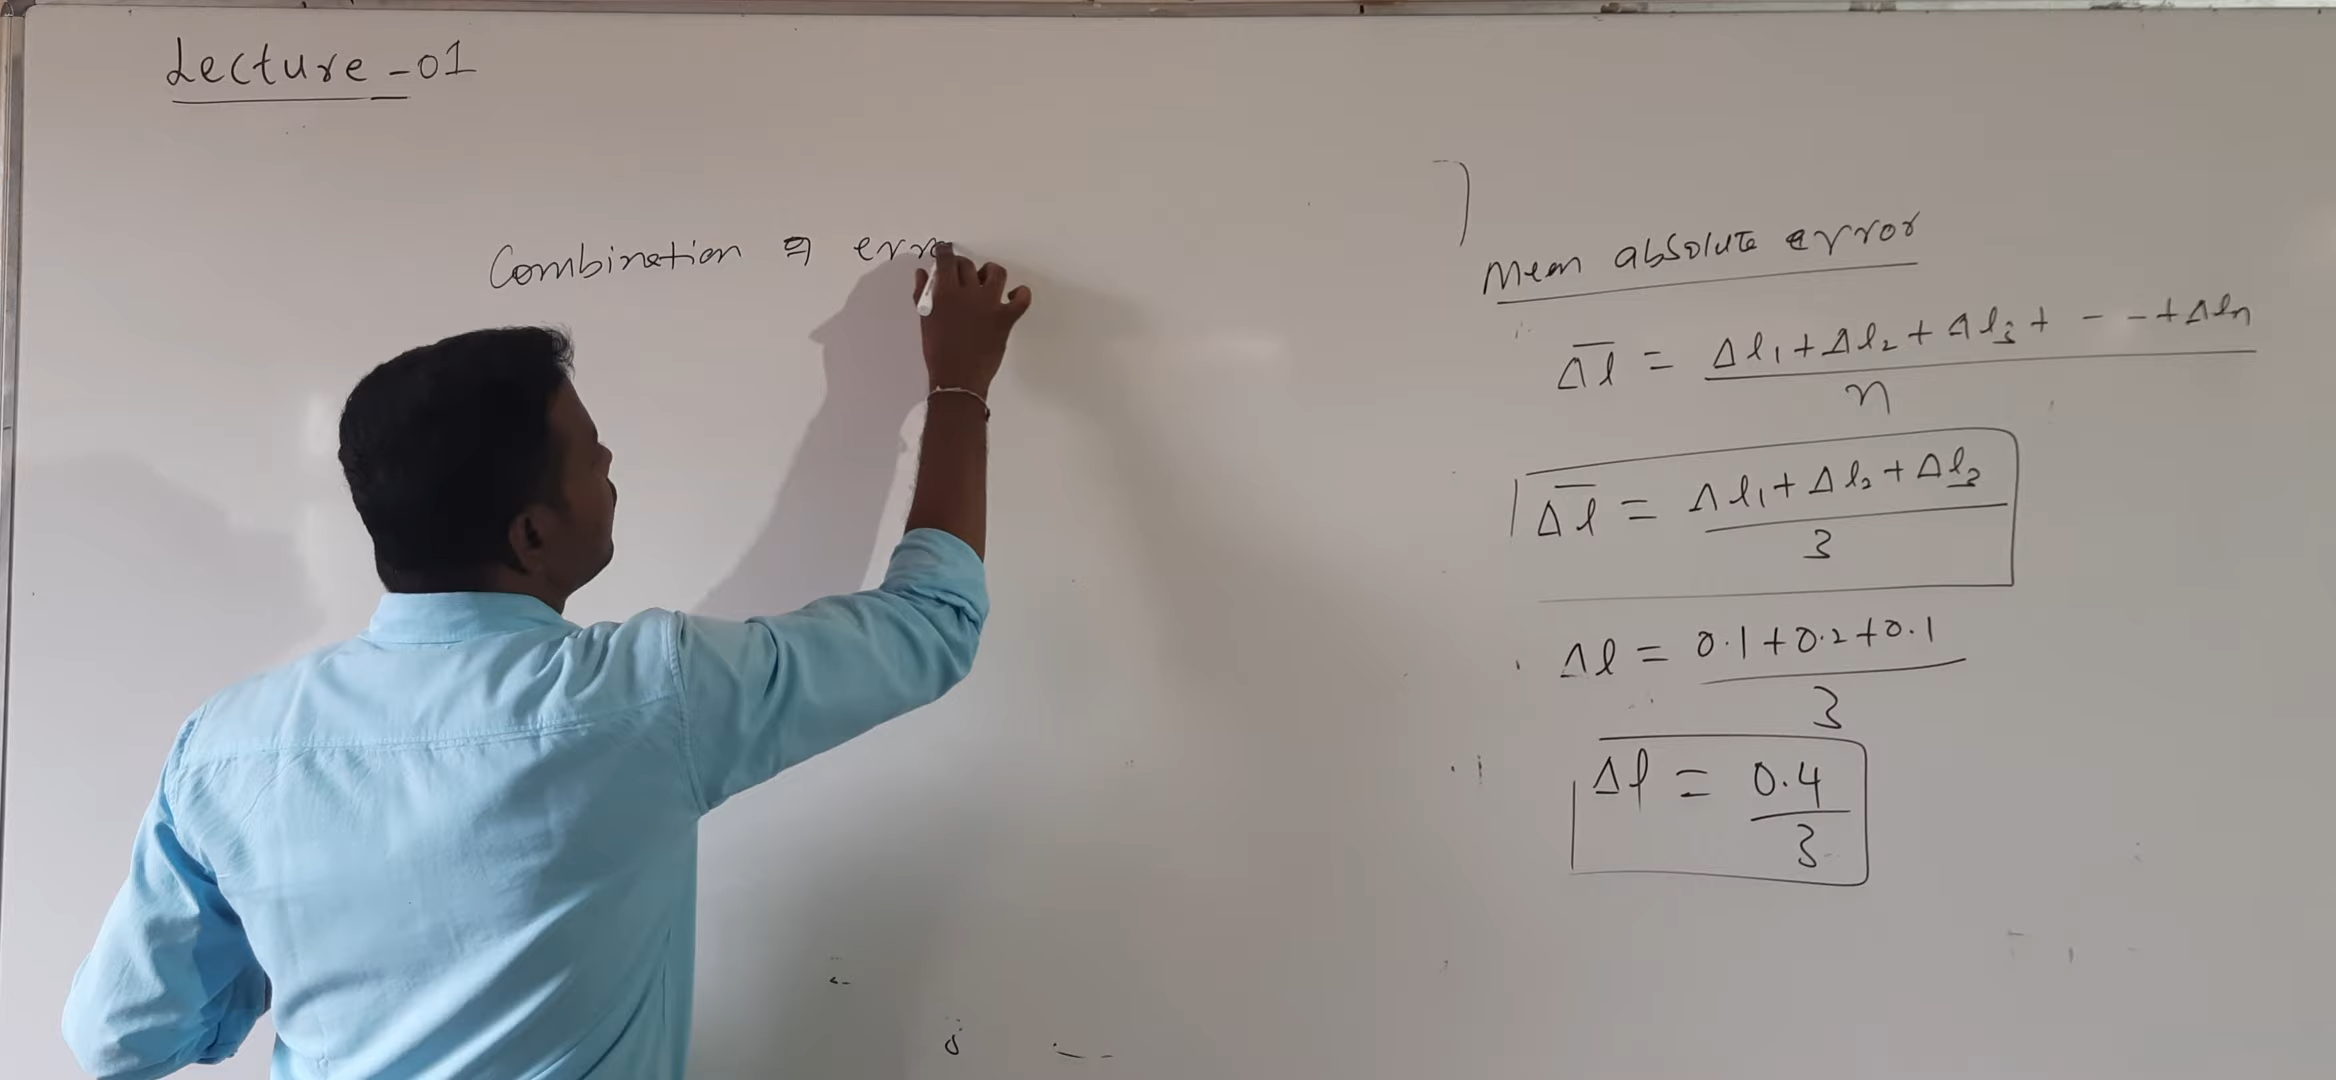 Lecture-01
Combination of erro
Mean absolute error
Δl̅ = Δl₁+Δl₂+Δl₃+ - -+Δlₙ
n
Δl̅ = Δl₁+Δl₂+Δl₃
3
Δl = 0.1+0.2+0.1
3
Δl = 0.4
3